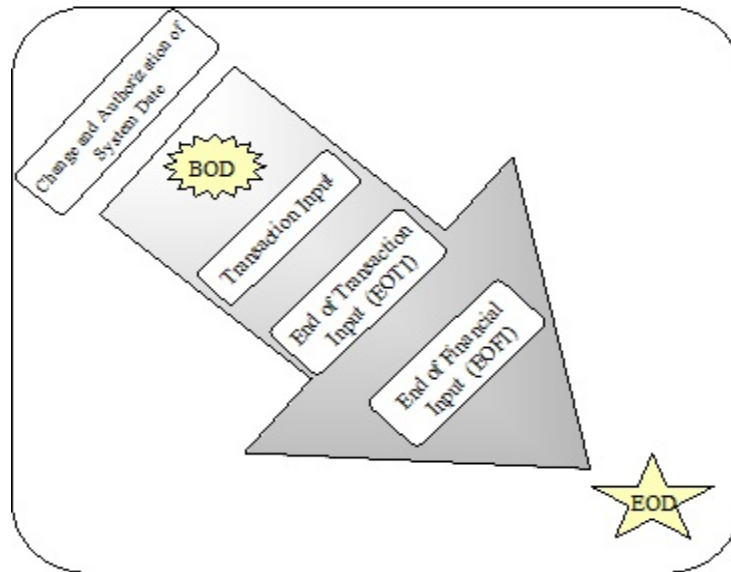 Change and Authorization of
System Date
BOD
Transaction Input
End of Transaction
Input (EOTI)
End of Financial
Input (EOFI)
EOD